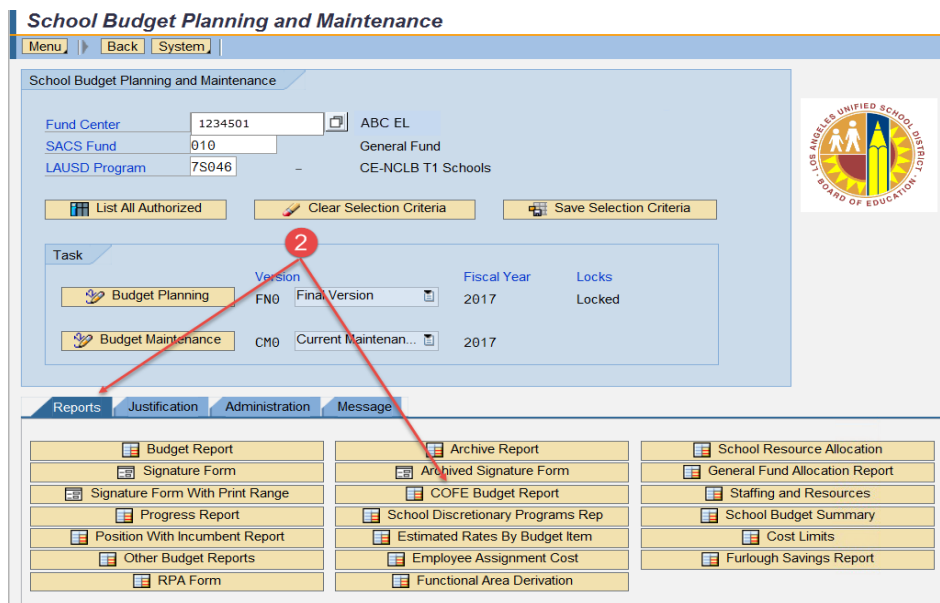 School Budget Planning and Maintenance
Menu Back System
School Budget Planning and Maintenance
Fund Center 1234501 ABC EL
SACS Fund 010 General Fund
LAUSD Program 7S046 – CE-NCLB T1 Schools
LOS ANGELES UNIFIED SCHOOL DISTRICT
BOARD OF EDUCATION
List All Authorized Clear Selection Criteria Save Selection Criteria
2
Task
Version Fiscal Year Locks
Budget Planning FN0 Final Version 2017 Locked
Budget Maintenance CM0 Current Maintenan... 2017
Reports Justification Administration Message
Budget Report Archive Report School Resource Allocation
Signature Form Archived Signature Form General Fund Allocation Report
Signature Form With Print Range COFE Budget Report Staffing and Resources
Progress Report School Discretionary Programs Rep School Budget Summary
Position With Incumbent Report Estimated Rates By Budget Item Cost Limits
Other Budget Reports Employee Assignment Cost Furlough Savings Report
RPA Form Functional Area Derivation